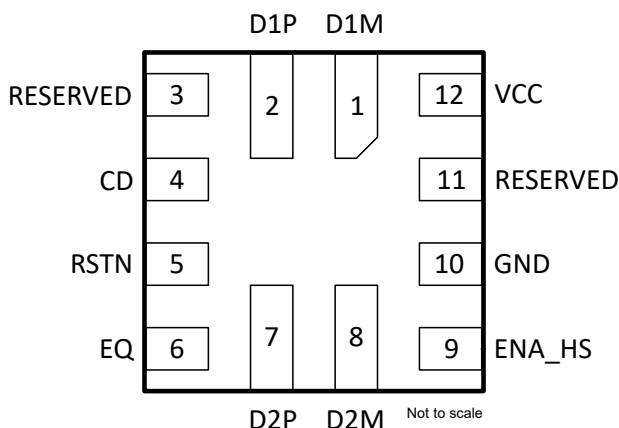 D1P D1M
RESERVED 3 2 1 12 VCC
CD 4 11 RESERVED
RSTN 5 10 GND
EQ 6 7 8 9 ENA_HS
D2P D2M Not to scale